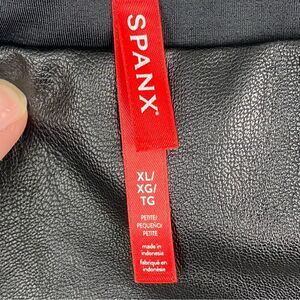 SPANX®
XL/
XG/
TG
PETITE/
PEQUEÑO/
PETITE
made in
indonesia
fabriqué en
indonésie